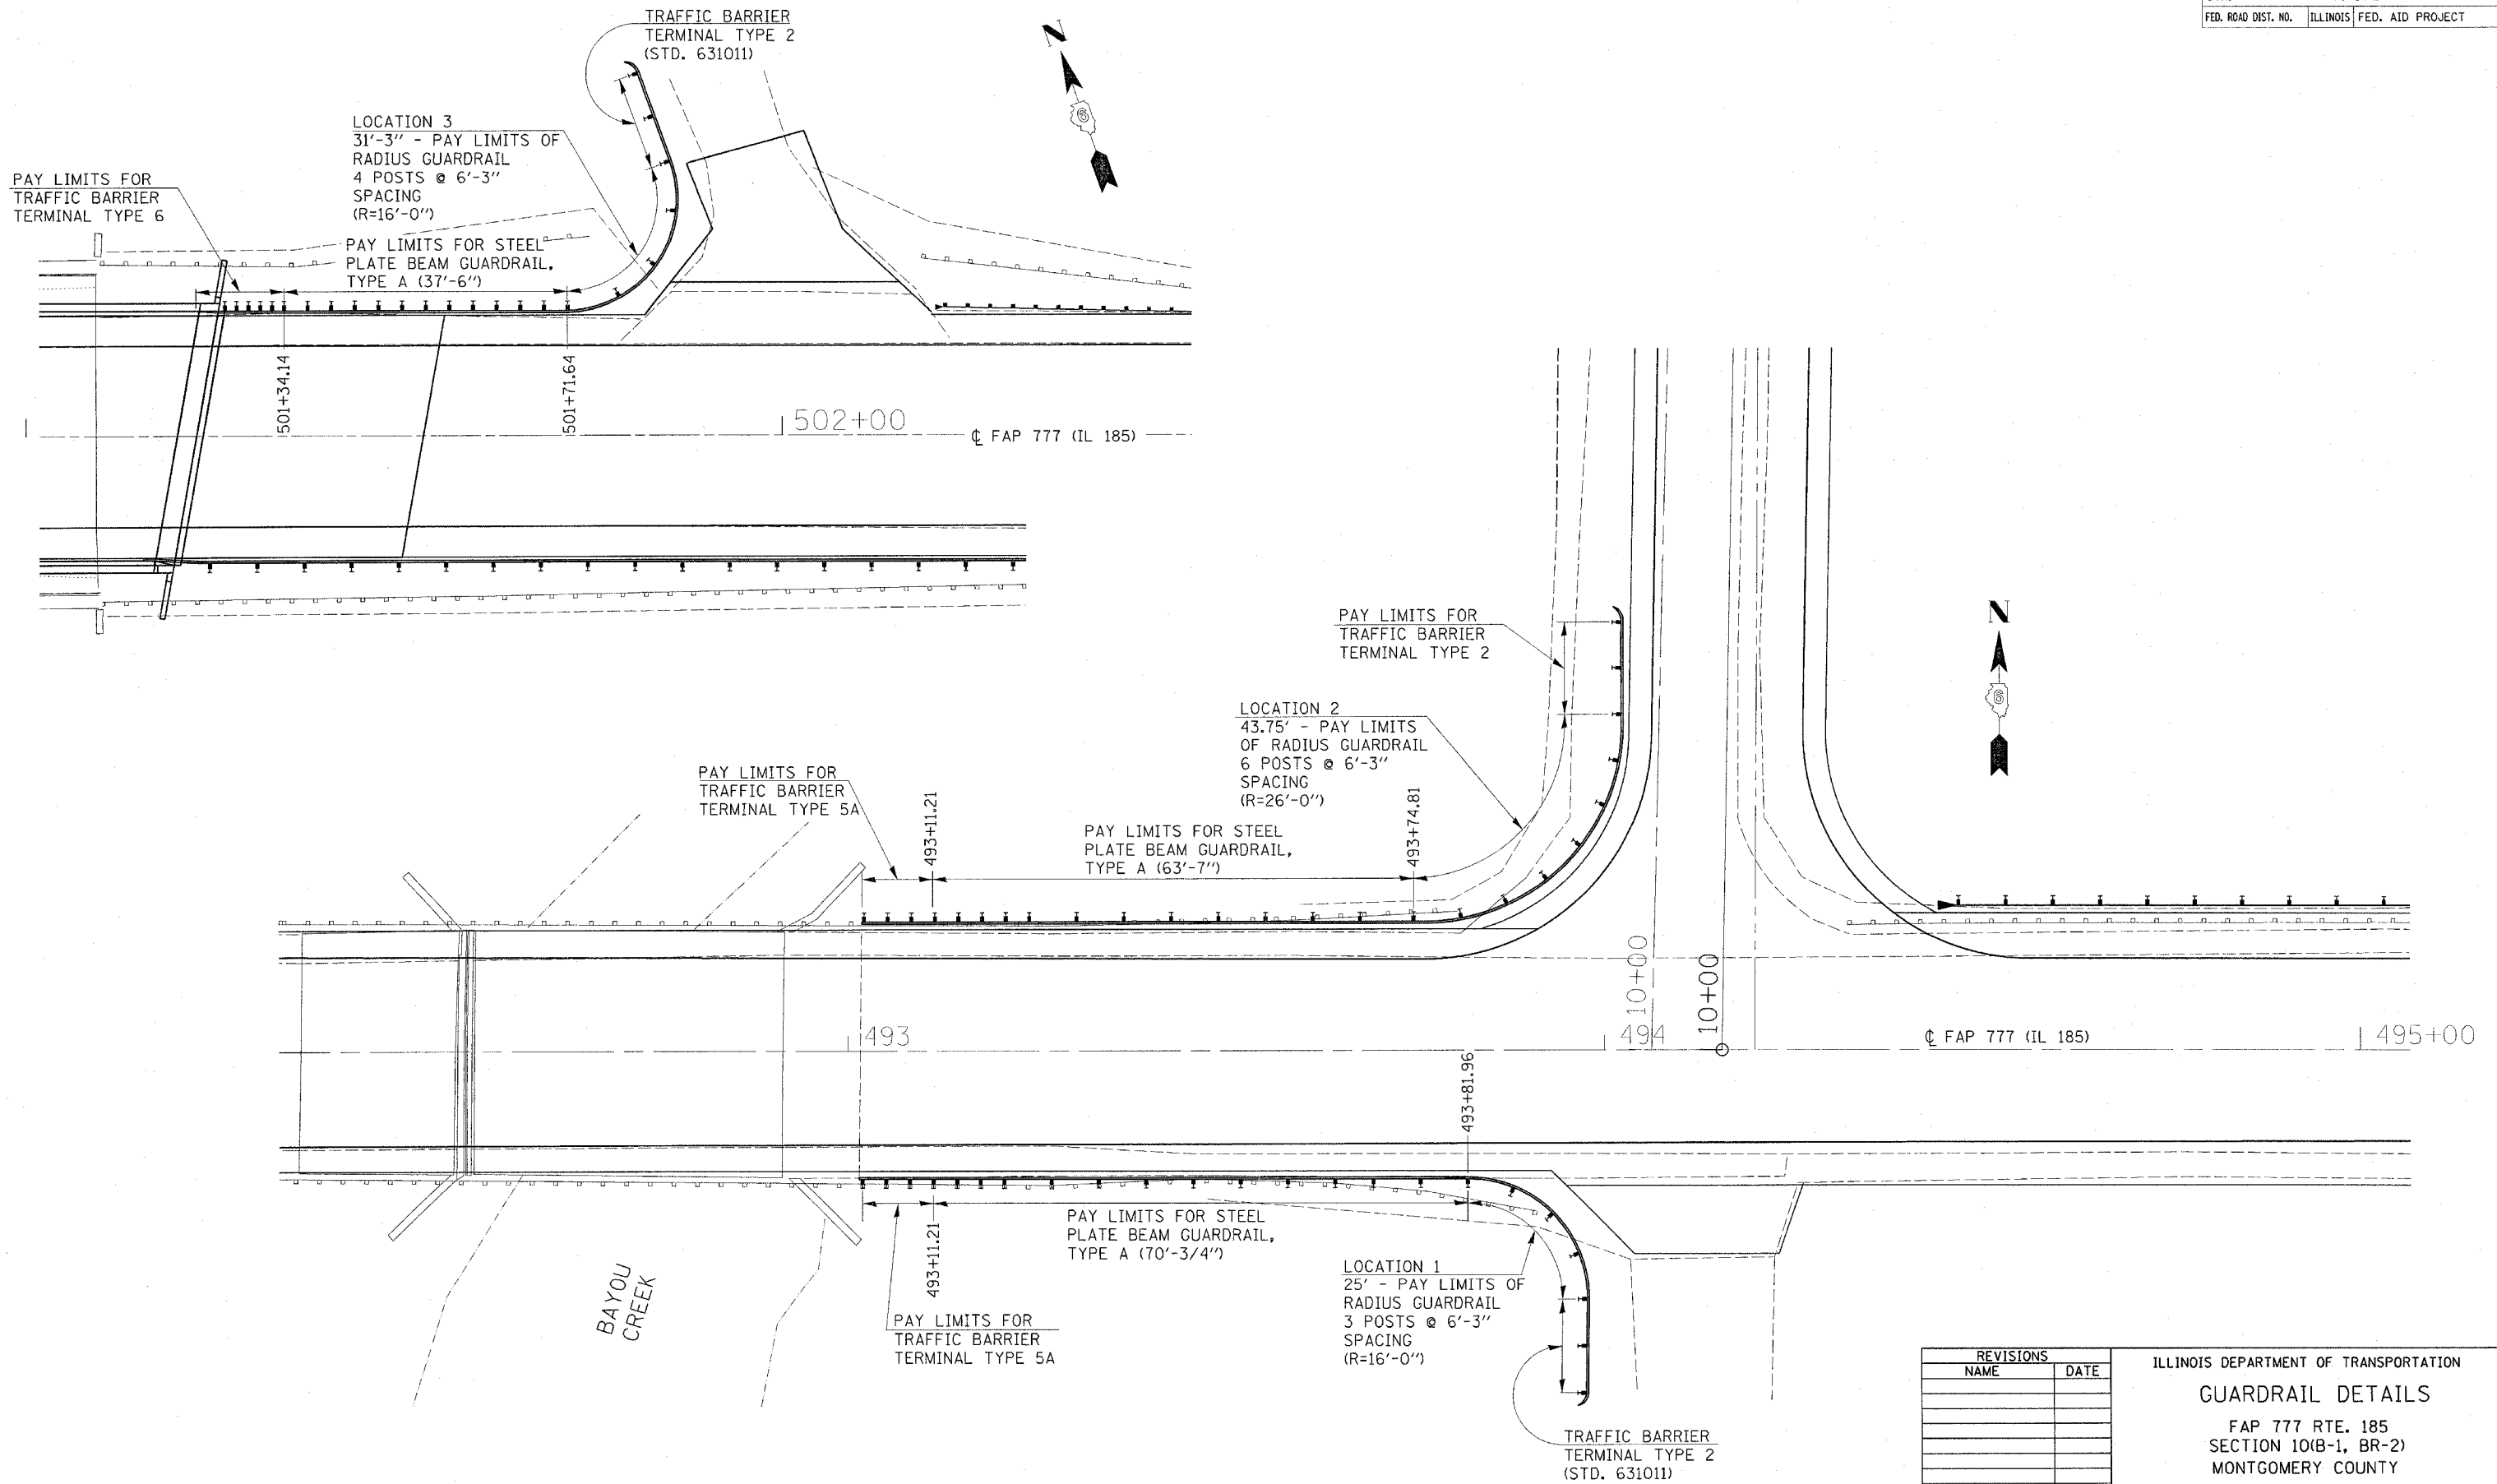 FED. ROAD DIST. NO. ILLINOIS FED. AID PROJECT
TRAFFIC BARRIER
TERMINAL TYPE 2
(STD. 631011)
N
6
LOCATION 3
31'-3" - PAY LIMITS OF
RADIUS GUARDRAIL
4 POSTS @ 6'-3"
SPACING
(R=16'-0")
PAY LIMITS FOR
TRAFFIC BARRIER
TERMINAL TYPE 6
PAY LIMITS FOR STEEL
PLATE BEAM GUARDRAIL,
TYPE A (37'-6")
501+34.14
501+71.64
502+00
℄ FAP 777 (IL 185)
PAY LIMITS FOR
TRAFFIC BARRIER
TERMINAL TYPE 2
N
6
LOCATION 2
43.75' - PAY LIMITS
OF RADIUS GUARDRAIL
6 POSTS @ 6'-3"
SPACING
(R=26'-0")
PAY LIMITS FOR
TRAFFIC BARRIER
TERMINAL TYPE 5A
493+11.21
PAY LIMITS FOR STEEL
PLATE BEAM GUARDRAIL,
TYPE A (63'-7")
493+74.81
10+00
10+00
493
494
℄ FAP 777 (IL 185)
495+00
493+81.96
493+11.21
PAY LIMITS FOR STEEL
PLATE BEAM GUARDRAIL,
TYPE A (70'-3/4")
BAYOU
CREEK
LOCATION 1
25' - PAY LIMITS OF
RADIUS GUARDRAIL
3 POSTS @ 6'-3"
SPACING
(R=16'-0")
PAY LIMITS FOR
TRAFFIC BARRIER
TERMINAL TYPE 5A
TRAFFIC BARRIER
TERMINAL TYPE 2
(STD. 631011)
REVISIONS
NAME DATE
ILLINOIS DEPARTMENT OF TRANSPORTATION
GUARDRAIL DETAILS
FAP 777 RTE. 185
SECTION 10(B-1, BR-2)
MONTGOMERY COUNTY